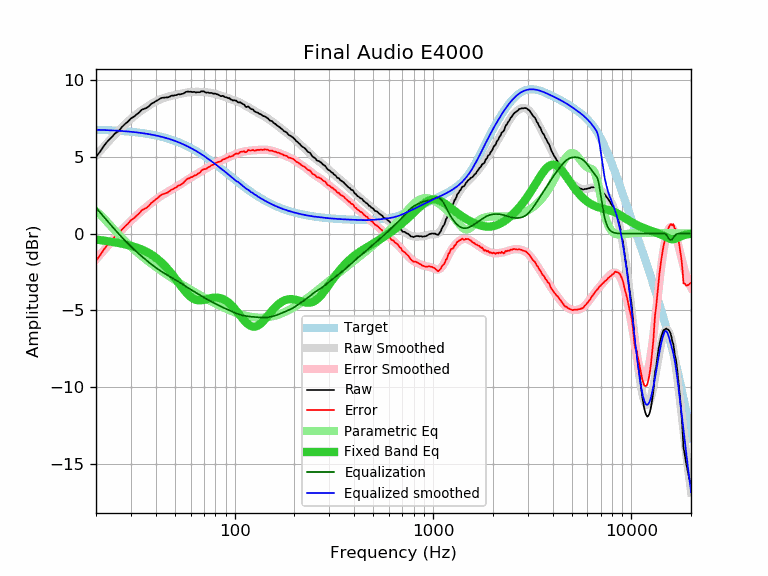 Final Audio E4000
Amplitude (dBr)
10
5
0
−5
−10
−15
Target
Raw Smoothed
Error Smoothed
Raw
Error
Parametric Eq
Fixed Band Eq
Equalization
Equalized smoothed
100
1000
10000
Frequency (Hz)